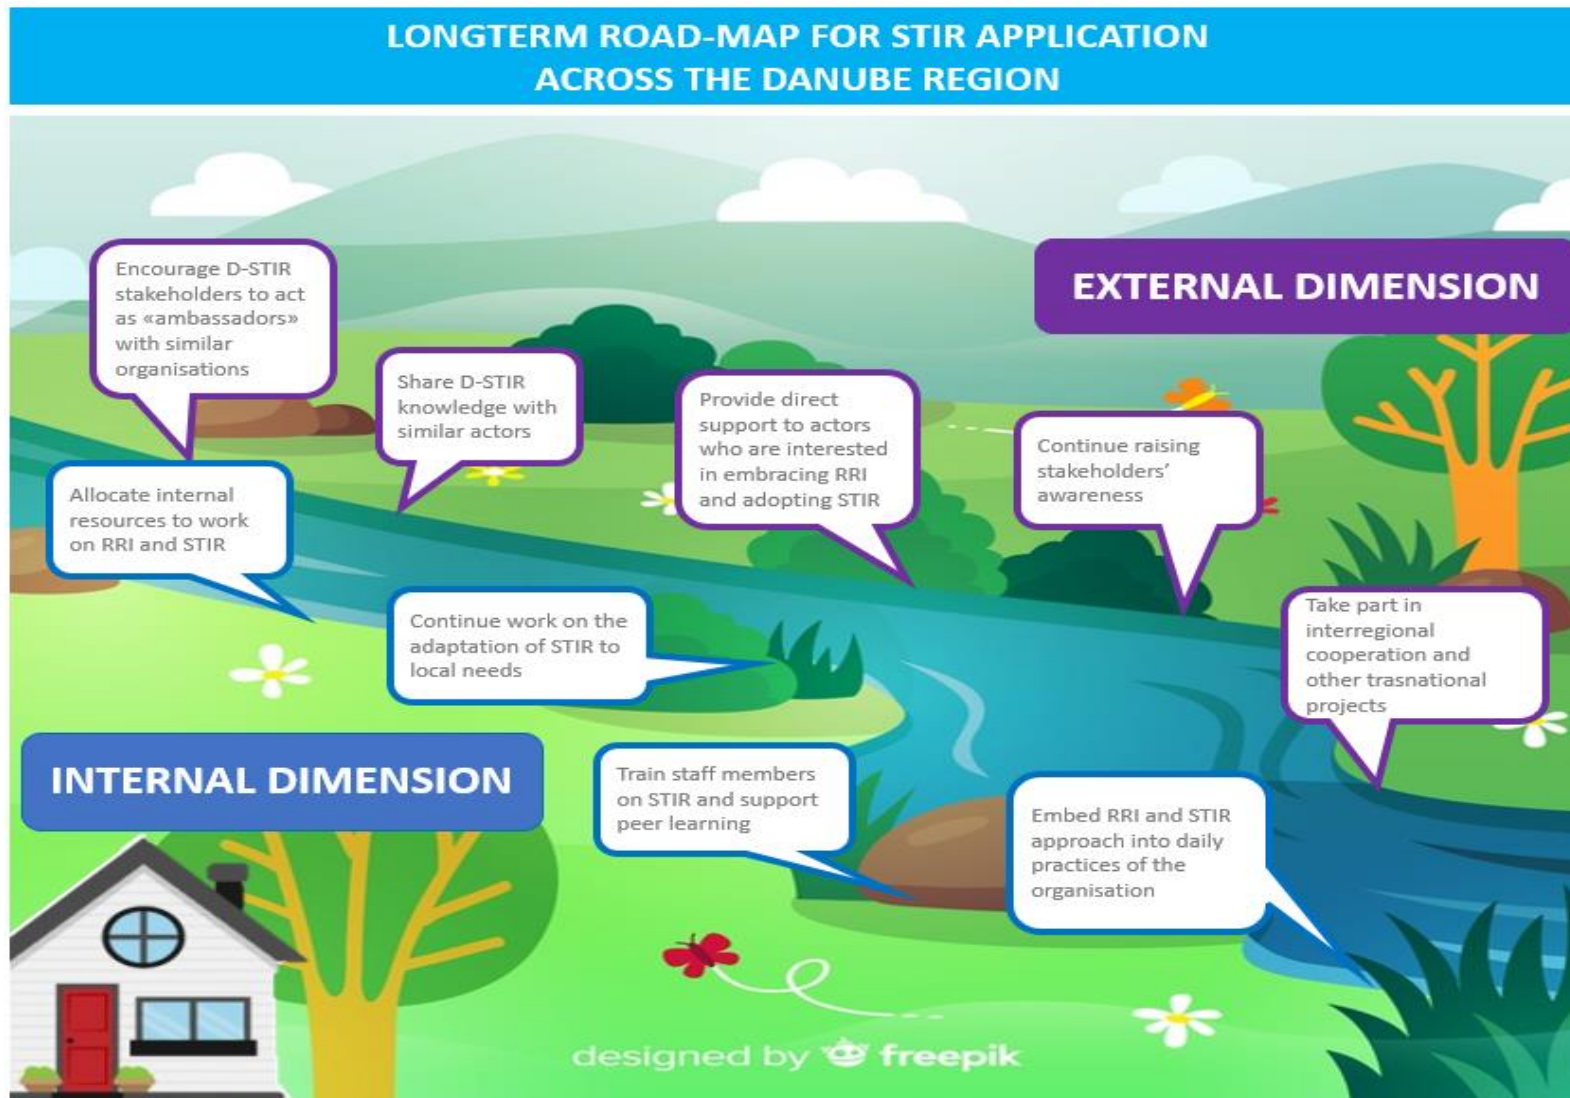 LONGTERM ROAD-MAP FOR STIR APPLICATION
ACROSS THE DANUBE REGION
EXTERNAL DIMENSION
Encourage D-STIR
stakeholders to act
as «ambassadors»
with similar
organisations
Share D-STIR
knowledge with
similar actors
Provide direct
support to actors
who are interested
in embracing RRI
and adopting STIR
Continue raising
stakeholders’
awareness
Take part in
interregional
cooperation and
other trasnational
projects
Allocate internal
resources to work
on RRI and STIR
Continue work on the
adaptation of STIR to
local needs
INTERNAL DIMENSION
Train staff members
on STIR and support
peer learning
Embed RRI and STIR
approach into daily
practices of the
organisation
designed by freepik